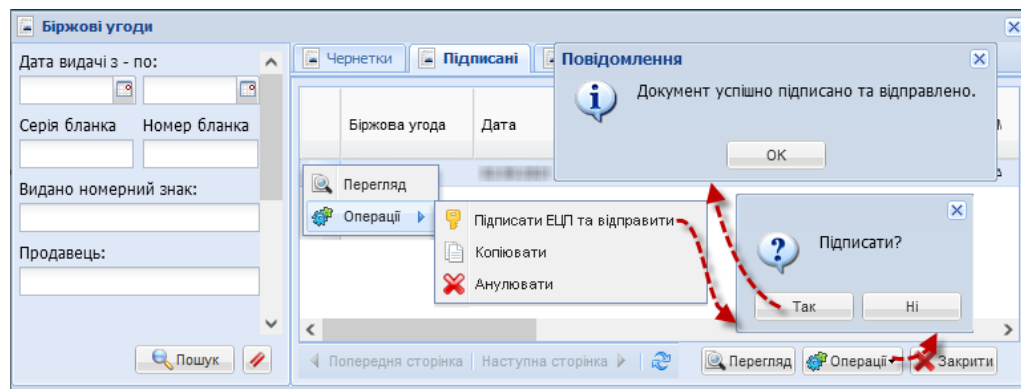 Біржові угоди
Дата видачі з - по:
Серія бланка Номер бланка
Видано номерний знак:
Продавець:
Пошук
Чернетки Підписані
Біржова угода Дата
Перегляд
Операції
Підписати ЕЦП та відправити
Копіювати
Анулювати
Повідомлення
Документ успішно підписано та відправлено.
OK
Підписати?
Так Ні
Попередня сторінка Наступна сторінка
Перегляд Операції Закрити